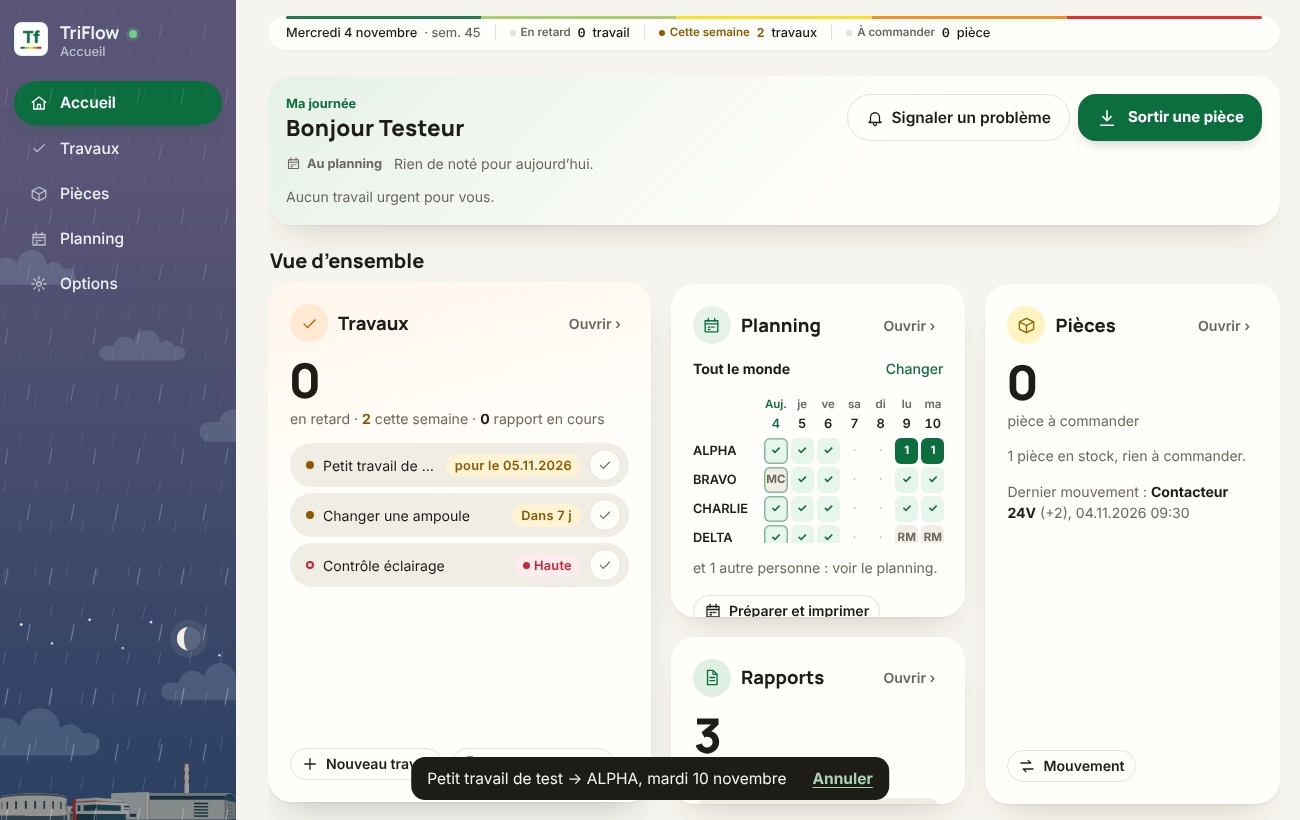 Tf
TriFlow
Accueil
Accueil
Travaux
Pièces
Planning
Options
Mercredi 4 novembre · sem. 45
En retard 0 travail
Cette semaine 2 travaux
À commander 0 pièce
Ma journée
Bonjour Testeur
Signaler un problème
Sortir une pièce
Au planning Rien de noté pour aujourd’hui.
Aucun travail urgent pour vous.
Vue d’ensemble
Travaux
Ouvrir ›
0
en retard · 2 cette semaine · 0 rapport en cours
Petit travail de ... pour le 05.11.2026
Changer une ampoule Dans 7 j
Contrôle éclairage Haute
Nouveau trav
Planning
Ouvrir ›
Tout le monde Changer
Auj. je ve sa di lu ma
4 5 6 7 8 9 10
ALPHA ✓ ✓ ✓ · · 1 1
BRAVO MC ✓ ✓ · · ✓ ✓
CHARLIE ✓ ✓ ✓ · · ✓ ✓
DELTA ✓ ✓ ✓ · · RM RM
et 1 autre personne : voir le planning.
Préparer et imprimer
Rapports
Ouvrir ›
3
Pièces
Ouvrir ›
0
pièce à commander
1 pièce en stock, rien à commander.
Dernier mouvement : Contacteur
24V (+2), 04.11.2026 09:30
Mouvement
Petit travail de test → ALPHA, mardi 10 novembre Annuler